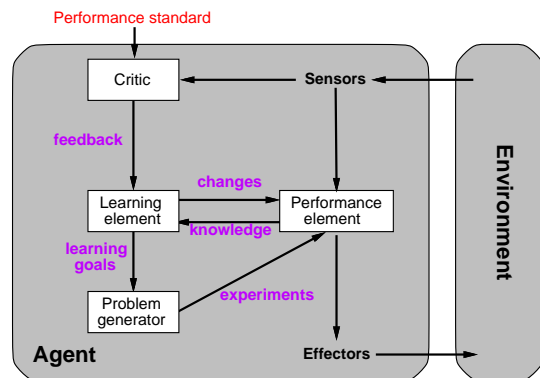 Performance standard
Critic
Sensors
feedback
changes
Learning
element
Performance
element
knowledge
learning
goals
experiments
Problem
generator
Agent
Effectors
Environment